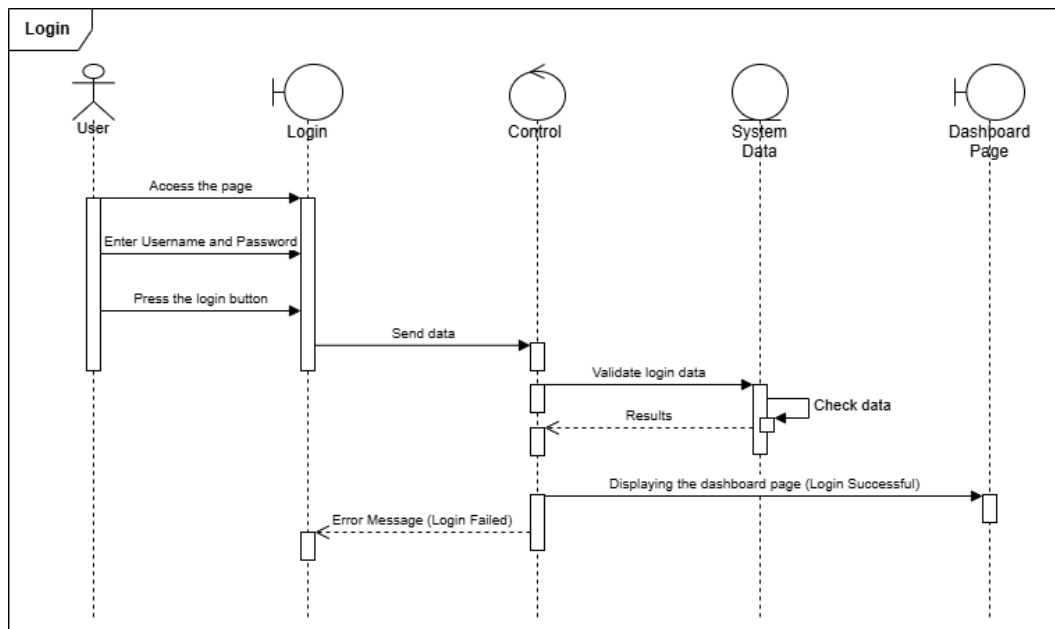 Login
User
Login
Control
System
Data
Dashboard
Page
Access the page
Enter Username and Password
Press the login button
Send data
Validate login data
Check data
Results
Displaying the dashboard page (Login Successful)
Error Message (Login Failed)